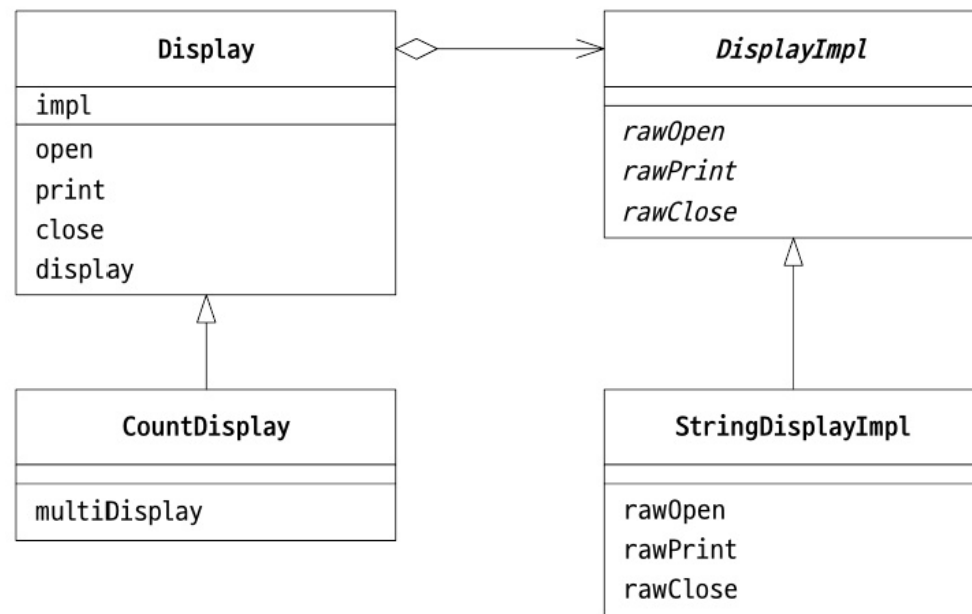 Display
impl
open
print
close
display
DisplayImpl
rawOpen
rawPrint
rawClose
CountDisplay
multiDisplay
StringDisplayImpl
rawOpen
rawPrint
rawClose